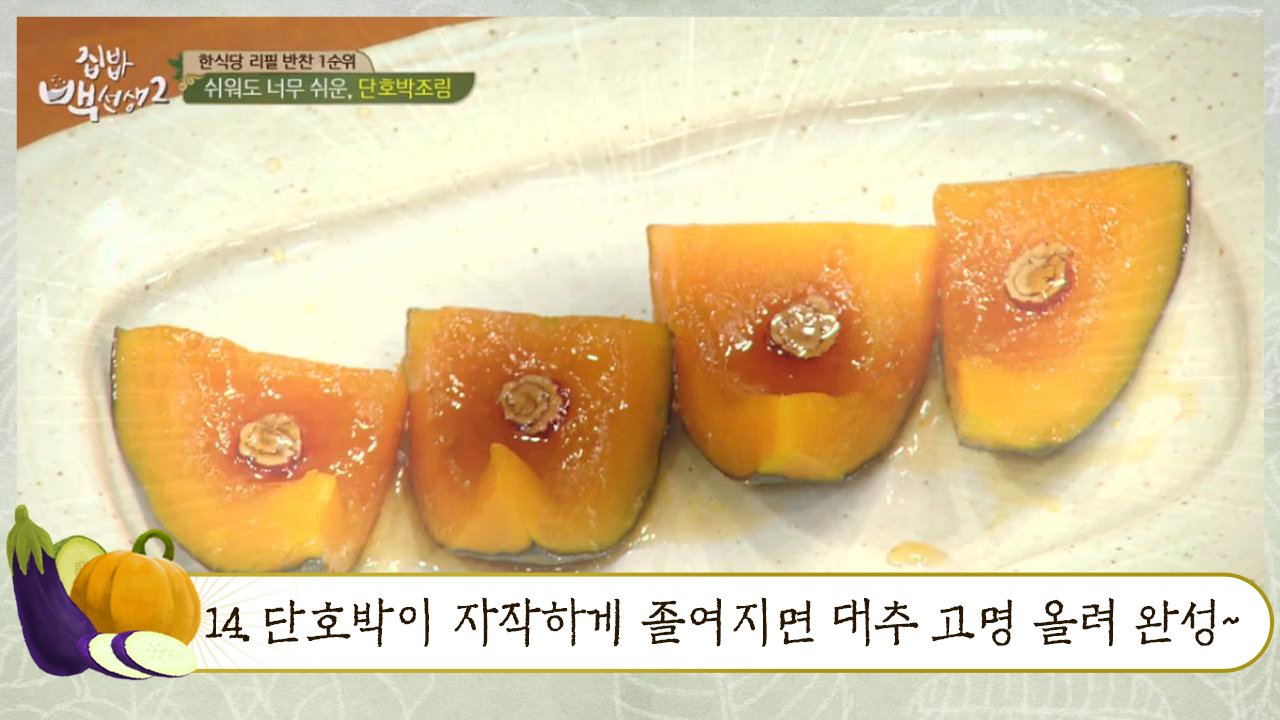 집밥
백선생2
한식당 리필 반찬 1순위
쉬워도 너무 쉬운, 단호박조림
14. 단호박이 자작하게 졸여지면 대추 고명 올려 완성~